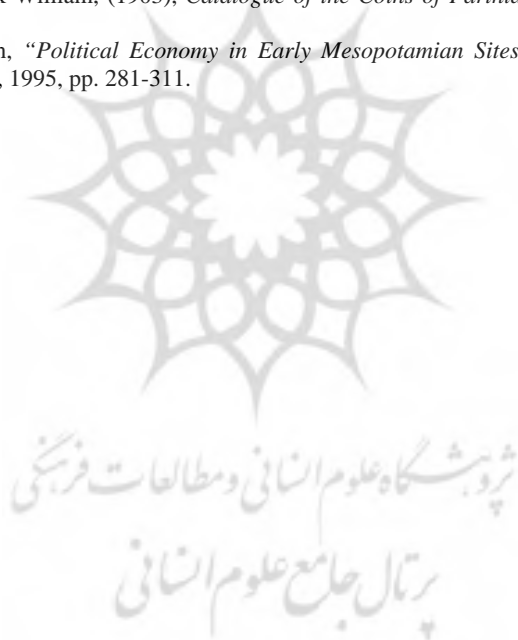 William, (1903), Catalogue of the Coins of Parthia
"Political Economy in Early Mesopotamian Sites
, 1995, pp. 281-311.
پژوهشگاه علوم انسانی و مطالعات فرهنگی
پرتال جامع علوم انسانی